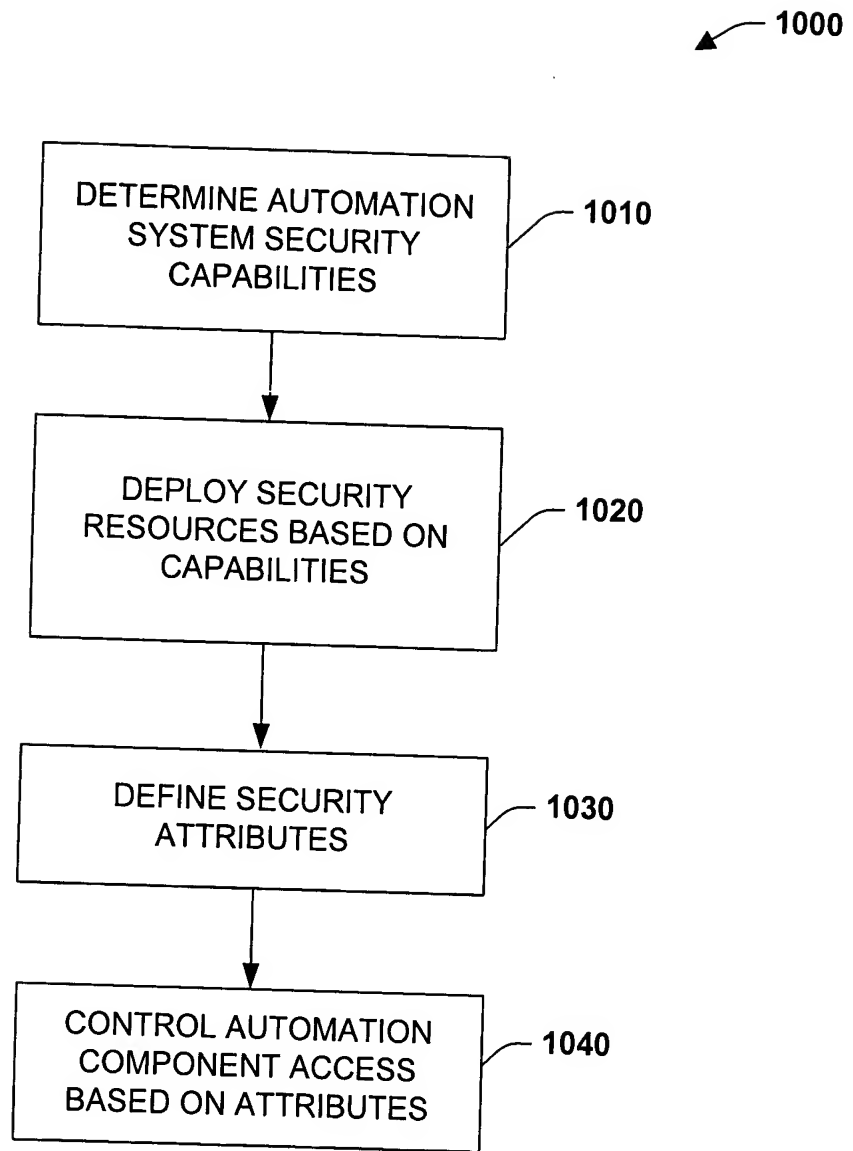 1000
DETERMINE AUTOMATION
SYSTEM SECURITY
CAPABILITIES
1010
DEPLOY SECURITY
RESOURCES BASED ON
CAPABILITIES
1020
DEFINE SECURITY
ATTRIBUTES
1030
CONTROL AUTOMATION
COMPONENT ACCESS
BASED ON ATTRIBUTES
1040